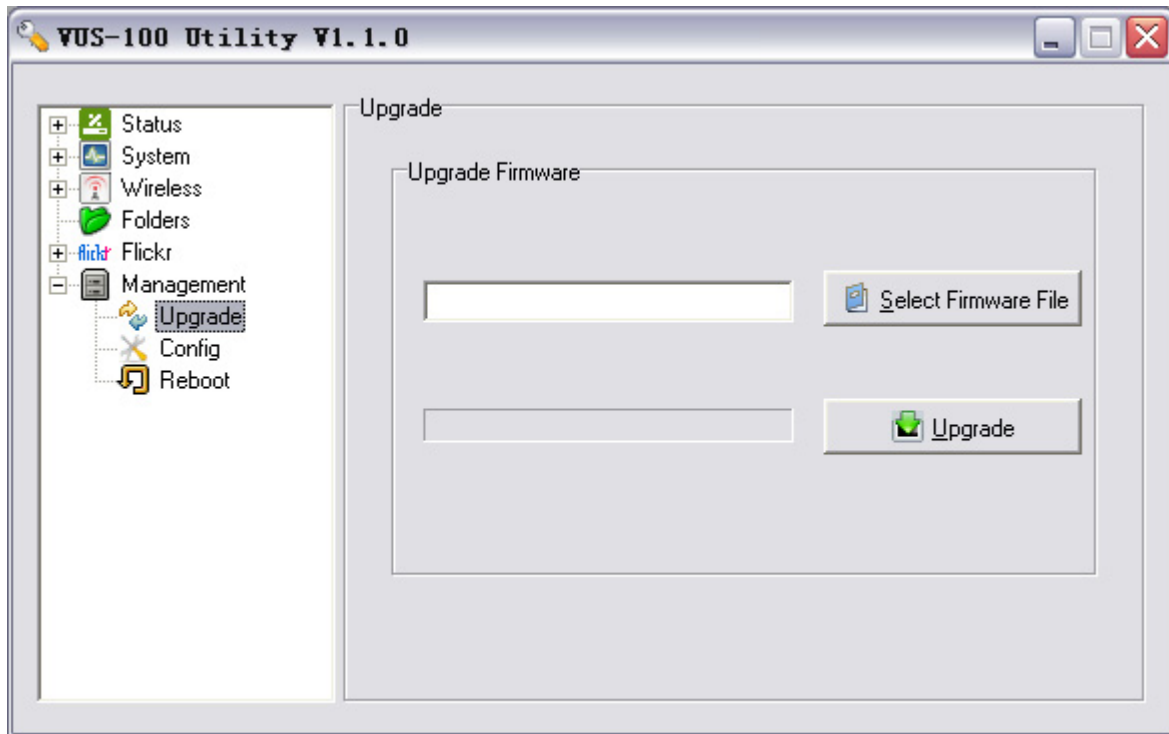 VUS-100 Utility V1.1.0
Status
System
Wireless
Folders
flickr Flickr
Management
Upgrade
Config
Reboot
Upgrade
Upgrade Firmware
Select Firmware File
Upgrade